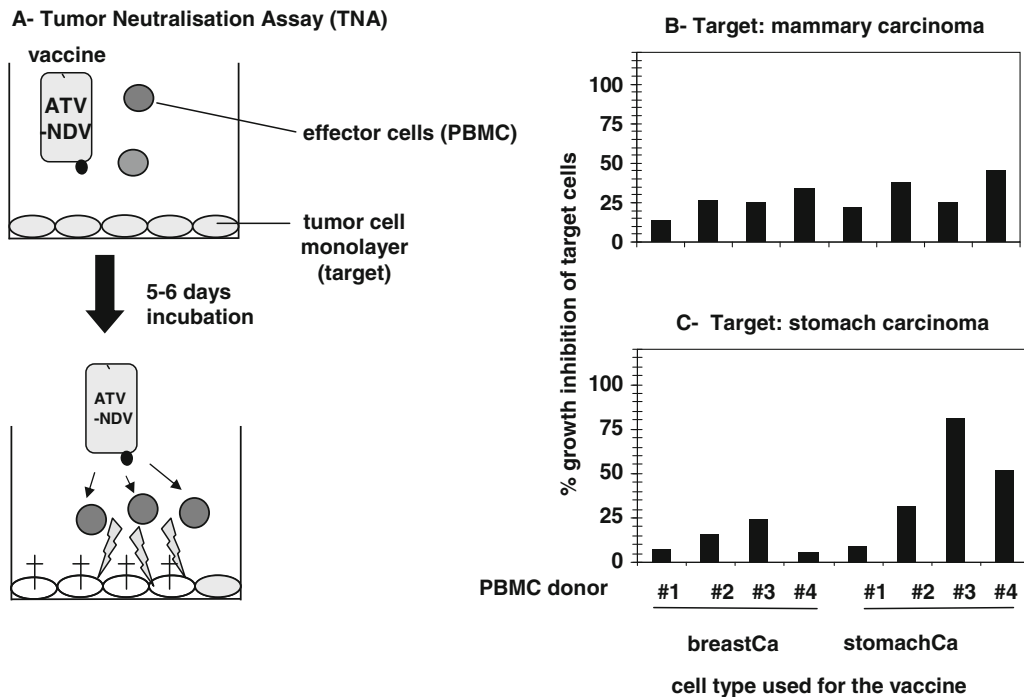 A- Tumor Neutralisation Assay (TNA)
vaccine
ATV
-NDV
effector cells (PBMC)
tumor cell
monolayer
(target)
5-6 days
incubation
ATV
-NDV
B- Target: mammary carcinoma
100
75
50
25
0
% growth inhibition of target cells
C- Target: stomach carcinoma
100
75
50
25
0
PBMC donor #1 #2 #3 #4 #1 #2 #3 #4
breastCa stomachCa
cell type used for the vaccine